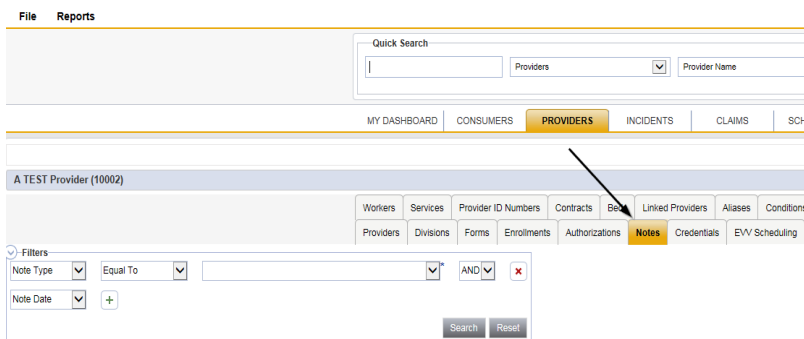 File Reports
Quick Search
Providers Provider Name
MY DASHBOARD CONSUMERS PROVIDERS INCIDENTS CLAIMS SCH
A TEST Provider (10002)
Workers Services Provider ID Numbers Contracts Linked Providers Aliases Conditions
Providers Divisions Forms Enrollments Authorizations Notes Credentials EVV Scheduling
Filters
Note Type Equal To * AND x
Note Date +
Search Reset